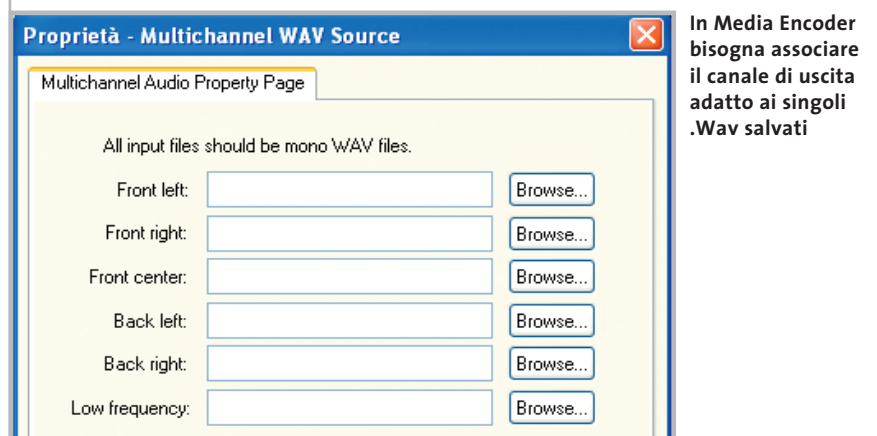 Proprietà - Multichannel WAV Source
Multichannel Audio Property Page
All input files should be mono WAV files.
Front left: Browse...
Front right: Browse...
Front center: Browse...
Back left: Browse...
Back right: Browse...
Low frequency: Browse...
In Media Encoder
bisogna associare
il canale di uscita
adatto ai singoli
.Wav salvati